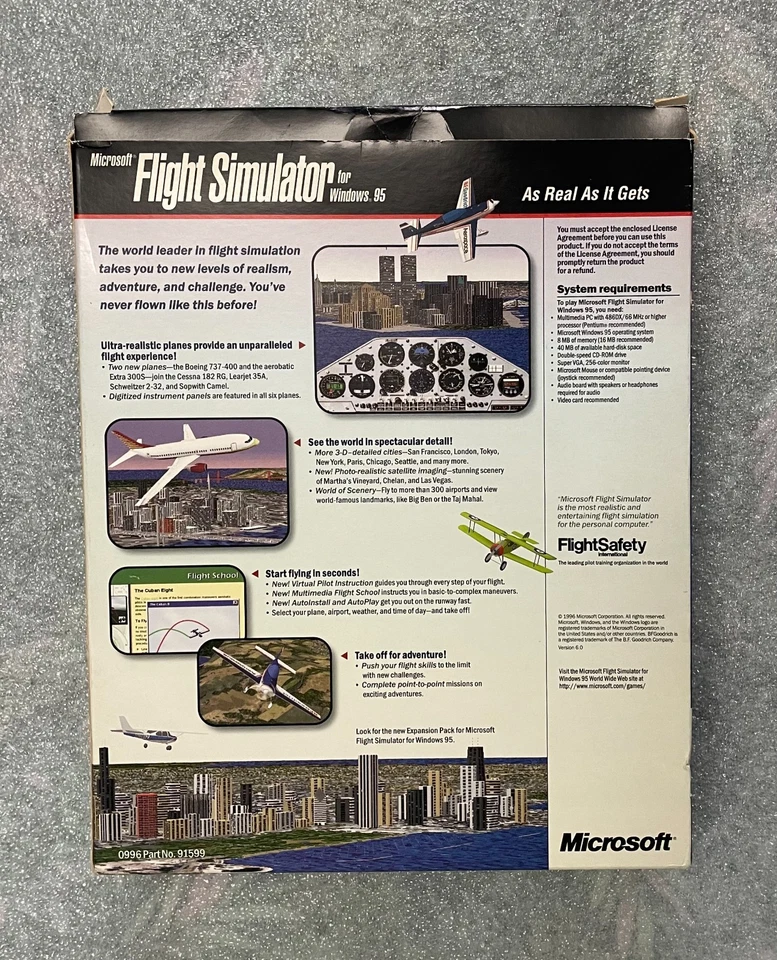 Microsoft® Flight Simulator for Windows® 95
As Real As It Gets
The world leader in flight simulation
takes you to new levels of realism,
adventure, and challenge. You've
never flown like this before!
Ultra-realistic planes provide an unparalleled
flight experience!
• Two new planes—the Boeing 737-400 and the aerobatic
Extra 300S—join the Cessna 182 RG, Learjet 35A,
Schweizer 2-32, and Sopwith Camel.
• Digitized instrument panels are featured in all six planes.
See the world in spectacular detail!
• More 3-D–detailed cities—San Francisco, London, Tokyo,
New York, Paris, Chicago, Seattle, and many more.
• New! Photo-realistic satellite imaging—stunning scenery
of Martha's Vineyard, Chelan, and Las Vegas.
• World of Scenery—Fly to more than 300 airports and view
world-famous landmarks, like Big Ben or the Taj Mahal.
Flight School
The Cuban Eight
The Cuban 8
Start flying in seconds!
• New! Virtual Pilot Instruction guides you through every step of your flight.
• New! Multimedia Flight School instructs you in basic-to-complex maneuvers.
• New! AutoInstall and AutoPlay get you out on the runway fast.
• Select your plane, airport, weather, and time of day—and take off!
Take off for adventure!
• Push your flight skills to the limit
with new challenges.
• Complete point-to-point missions on
exciting adventures.
Look for the new Expansion Pack for Microsoft
Flight Simulator for Windows 95.
0996 Part No. 91599
You must accept the enclosed License
Agreement before you can use this
product. If you do not accept the terms
of the License Agreement, you should
promptly return the product
for a refund.
System requirements
To play Microsoft Flight Simulator for
Windows 95, you need:
• Multimedia PC with 486DX/66 MHz or higher
processor (Pentium® recommended)
• Microsoft Windows 95 operating system
• 8 MB of memory (16 MB recommended)
• 40 MB of available hard-disk space
• Double-speed CD-ROM drive
• Super VGA, 256-color monitor
• Microsoft Mouse or compatible pointing device
(joystick recommended)
• Audio board with speakers or headphones
required for audio
• Video card recommended
"Microsoft Flight Simulator
is the most realistic and
entertaining flight simulation
for the personal computer."
FlightSafety
international
The leading pilot training organization in the world
© 1996 Microsoft Corporation. All rights reserved.
Microsoft, Windows, and the Windows logo are
registered trademarks of Microsoft Corporation in
the United States and/or other countries. BFGoodrich is
a registered trademark of The B.F. Goodrich Company.
Version 6.0
Visit the Microsoft Flight Simulator for
Windows 95 World Wide Web site at
http://www.microsoft.com/games/
Microsoft®